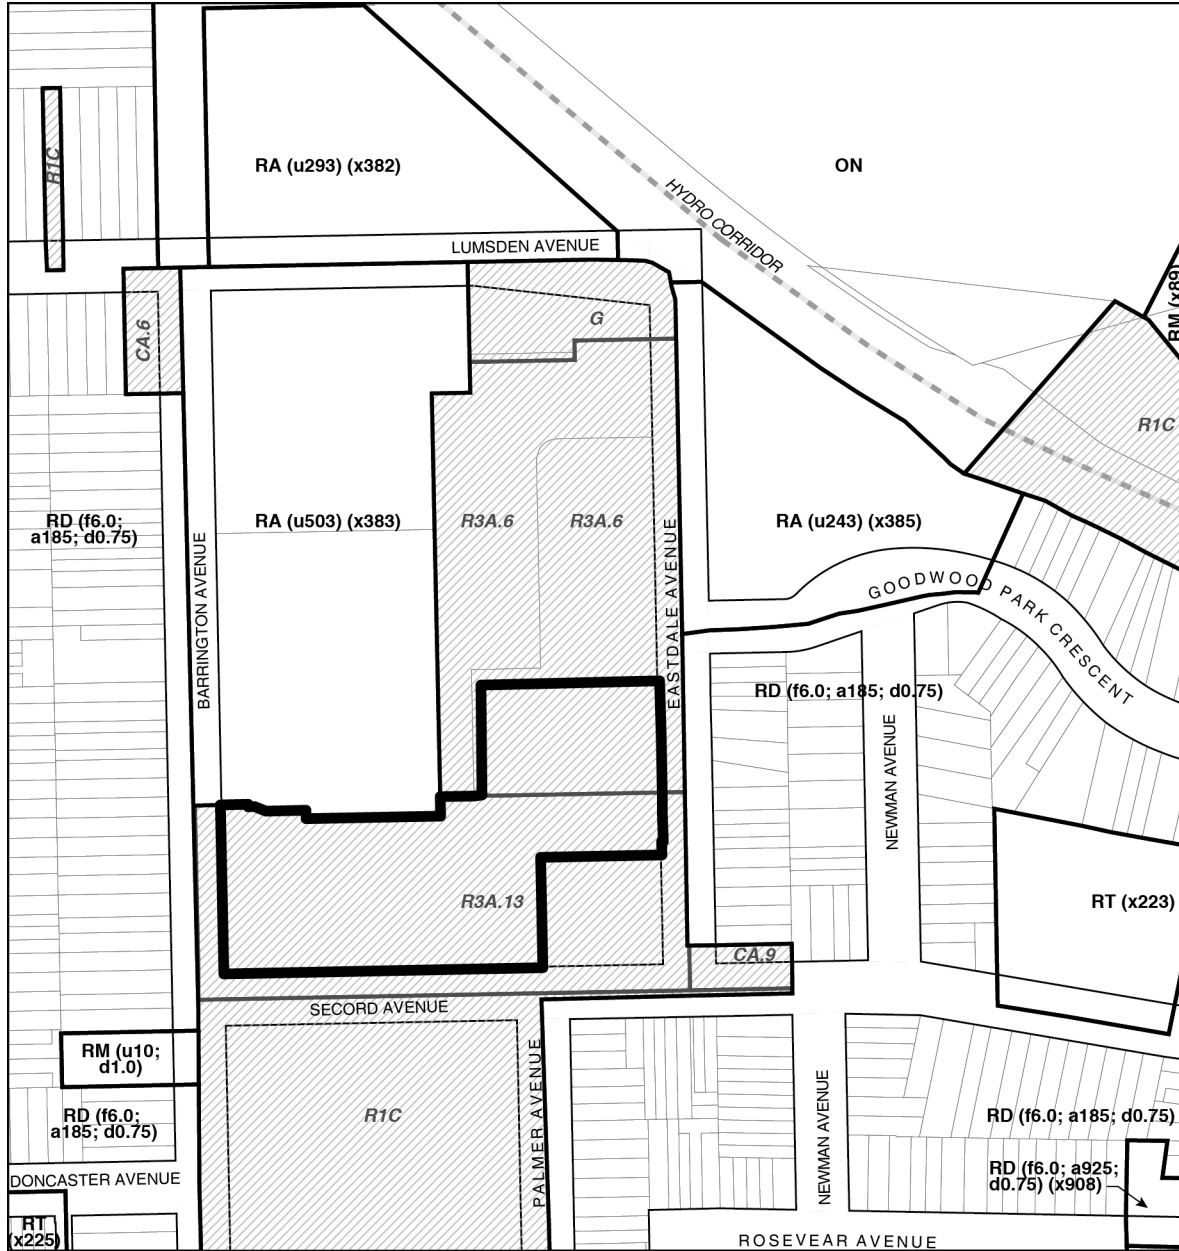 RA (u293) (x382)
ON
R1C
HYDRO CORRIDOR
LUMSDEN AVENUE
RM (x89)
CA.6
G
R1C
RD (f6.0;
a185; d0.75)
RA (u503) (x383)
R3A.6
R3A.6
RA (u243) (x385)
BARRINGTON AVENUE
EASTDALE AVENUE
GOODWOOD PARK CRESCENT
RD (f6.0; a185; d0.75)
NEWMAN AVENUE
R3A.13
RT (x223)
CA.9
SECORD AVENUE
RM (u10;
d1.0)
R1C
PALMER AVENUE
NEWMAN AVENUE
RD (f6.0;
a185; d0.75)
RD (f6.0; a185; d0.75)
DONCASTER AVENUE
RD (f6.0; a925;
d0.75) (x908)
RT
(x225)
ROSEVEAR AVENUE